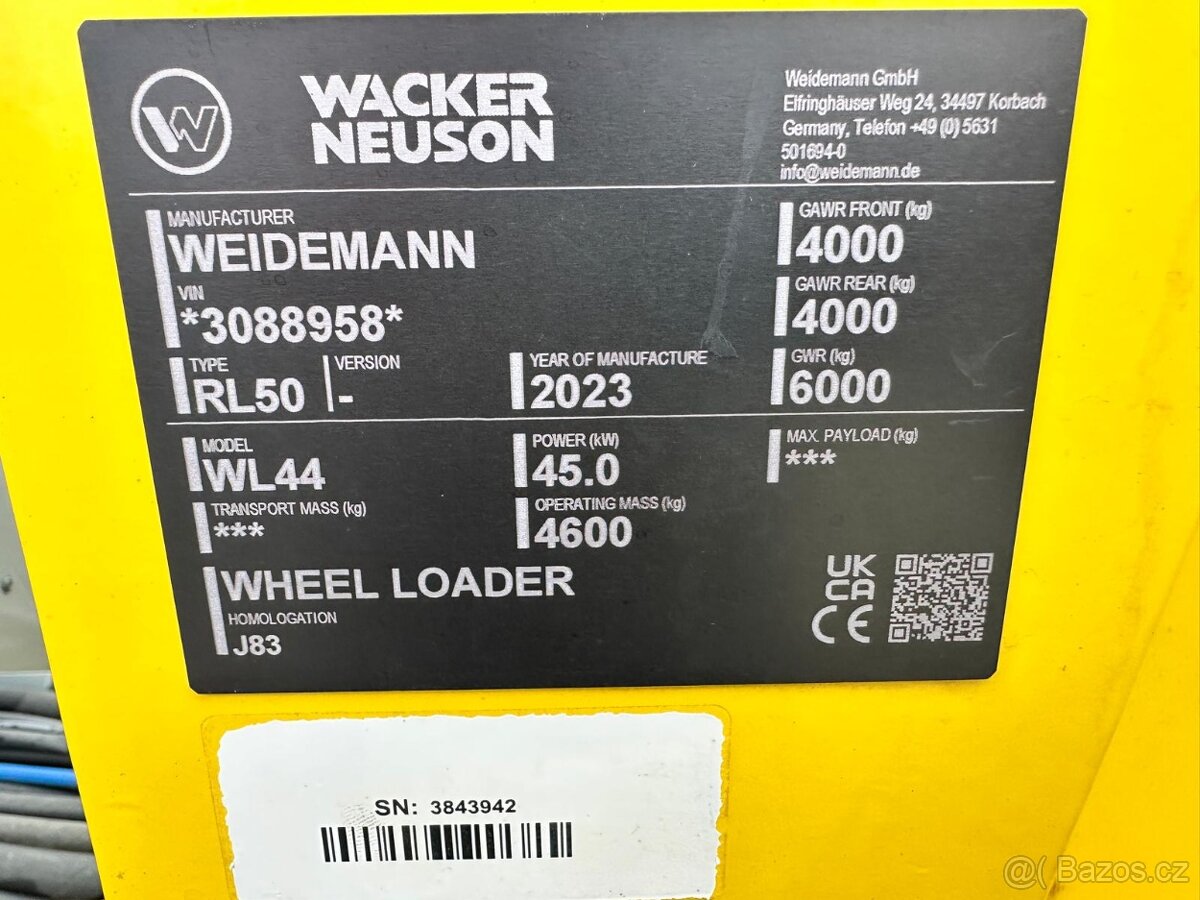 W
WACKER
NEUSON
Weidemann GmbH
Elfringhäuser Weg 24, 34497 Korbach
Germany, Telefon +49 (0) 5631
501694-0
info@weidemann.de
MANUFACTURER
WEIDEMANN
VIN
*3088958*
TYPE
RL50
VERSION
-
YEAR OF MANUFACTURE
2023
GAWR FRONT (kg)
4000
GAWR REAR (kg)
4000
GWR (kg)
6000
MODEL
WL44
POWER (kW)
45.0
MAX. PAYLOAD (kg)
***
TRANSPORT MASS (kg)
***
OPERATING MASS (kg)
4600
WHEEL LOADER
HOMOLOGATION
J83
UK
CA
CE
SN: 3843942
@( Bazos.cz